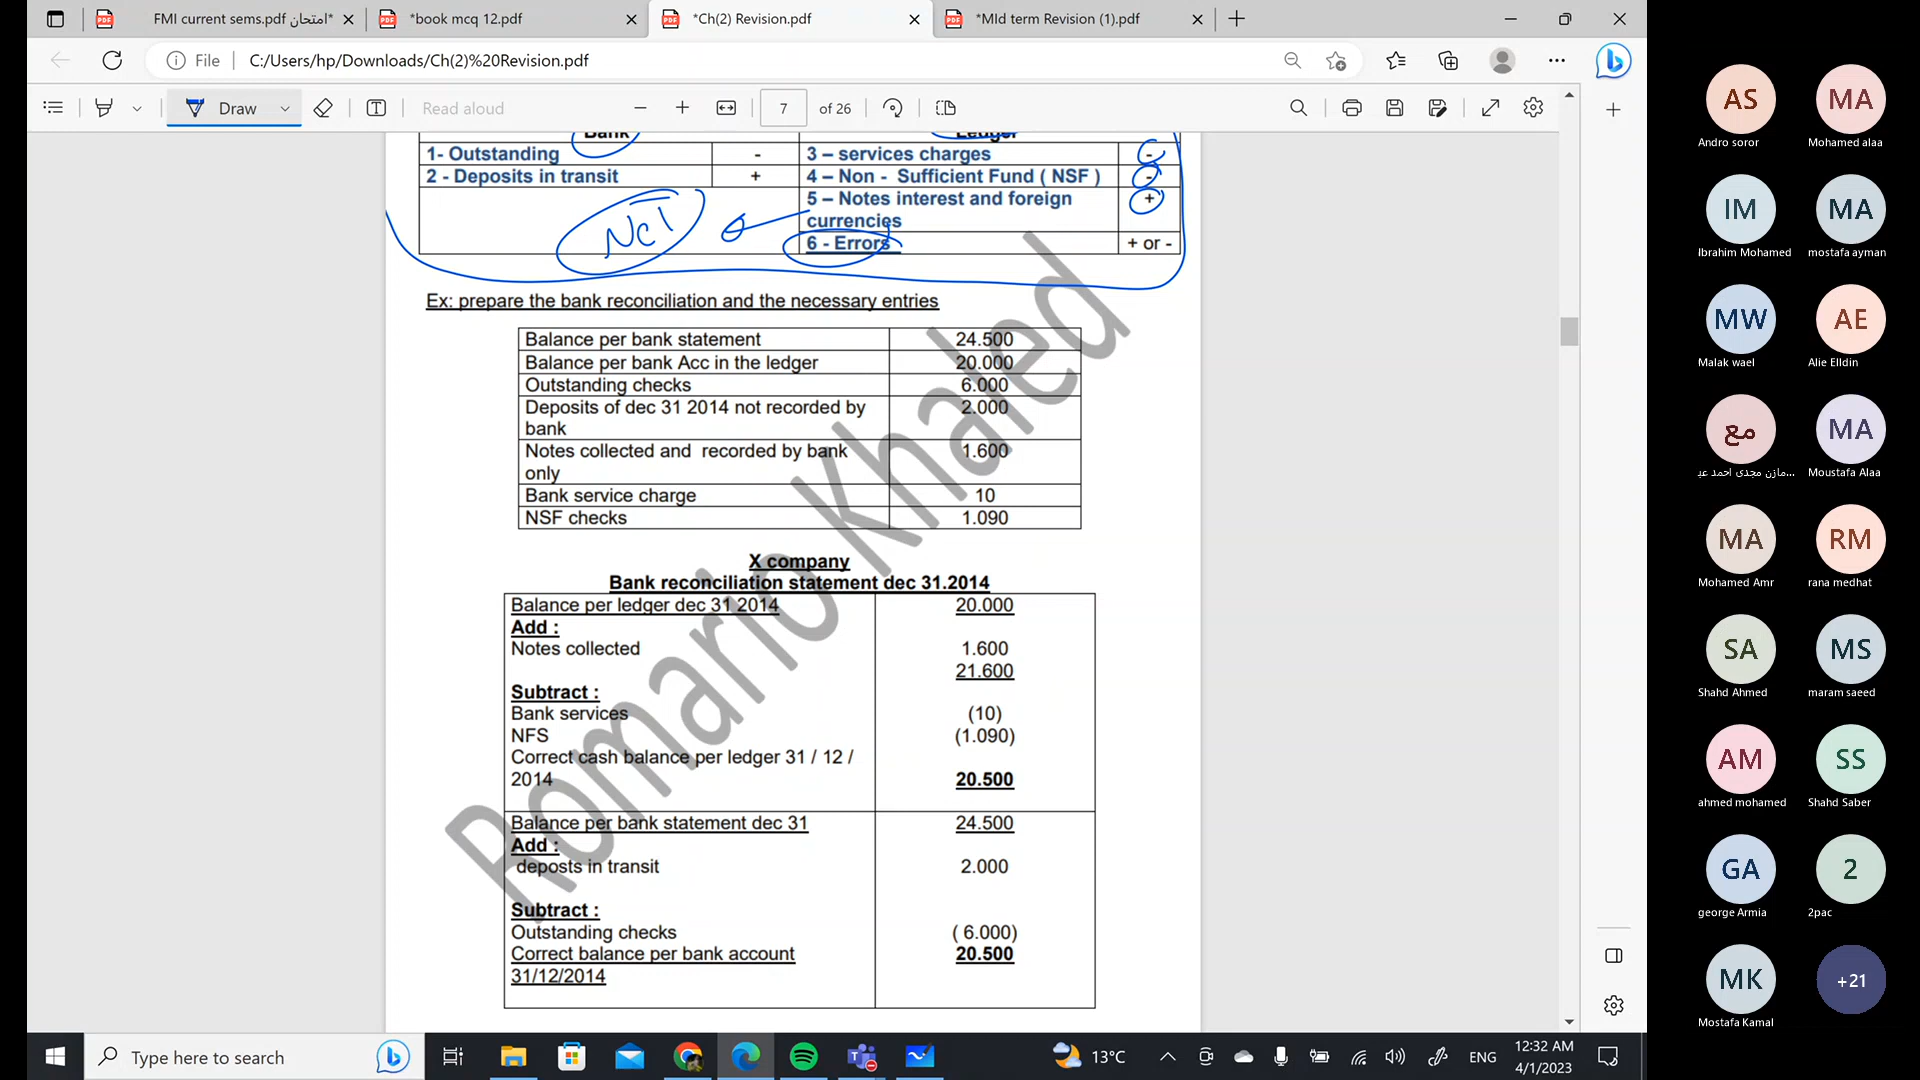 FMI current sems.pdf امتحان*
*book mcq 12.pdf
*Ch(2) Revision.pdf
*MId term Revision (1).pdf
File
C:/Users/hp/Downloads/Ch(2)%20Revision.pdf
Draw
Read aloud
7
of 26
Bank
Ledger
1- Outstanding
-
3 – services charges
-
2 - Deposits in transit
+
4 – Non - Sufficient Fund ( NSF )
-
5 – Notes interest and foreign
currencies
+
6 - Errors
+ or -
Ex: prepare the bank reconciliation and the necessary entries
Balance per bank statement
24.500
Balance per bank Acc in the ledger
20.000
Outstanding checks
6.000
Deposits of dec 31 2014 not recorded by
bank
2.000
Notes collected and recorded by bank
only
1.600
Bank service charge
10
NSF checks
1.090
X company
Bank reconciliation statement dec 31.2014
Balance per ledger dec 31 2014
20.000
Add :
Notes collected
1.600
21.600
Subtract :
Bank services
(10)
NFS
(1.090)
Correct cash balance per ledger 31 / 12 /
2014
20.500
Balance per bank statement dec 31
24.500
Add :
deposts in transit
2.000
Subtract :
Outstanding checks
( 6.000)
Correct balance per bank account
20.500
31/12/2014
Romario Khaled
AS
Andro soror
MA
Mohamed alaa
IM
Ibrahim Mohamed
MA
mostafa ayman
MW
Malak wael
AE
Alie Elldin
مع
مازن مجدى احمد عبـ...
MA
Moustafa Alaa
MA
Mohamed Amr
RM
rana medhat
SA
Shahd Ahmed
MS
maram saeed
AM
ahmed mohamed
SS
Shahd Saber
GA
george Armia
2
2pac
MK
Mostafa Kamal
+21
Type here to search
13°C
ENG
12:32 AM
4/1/2023